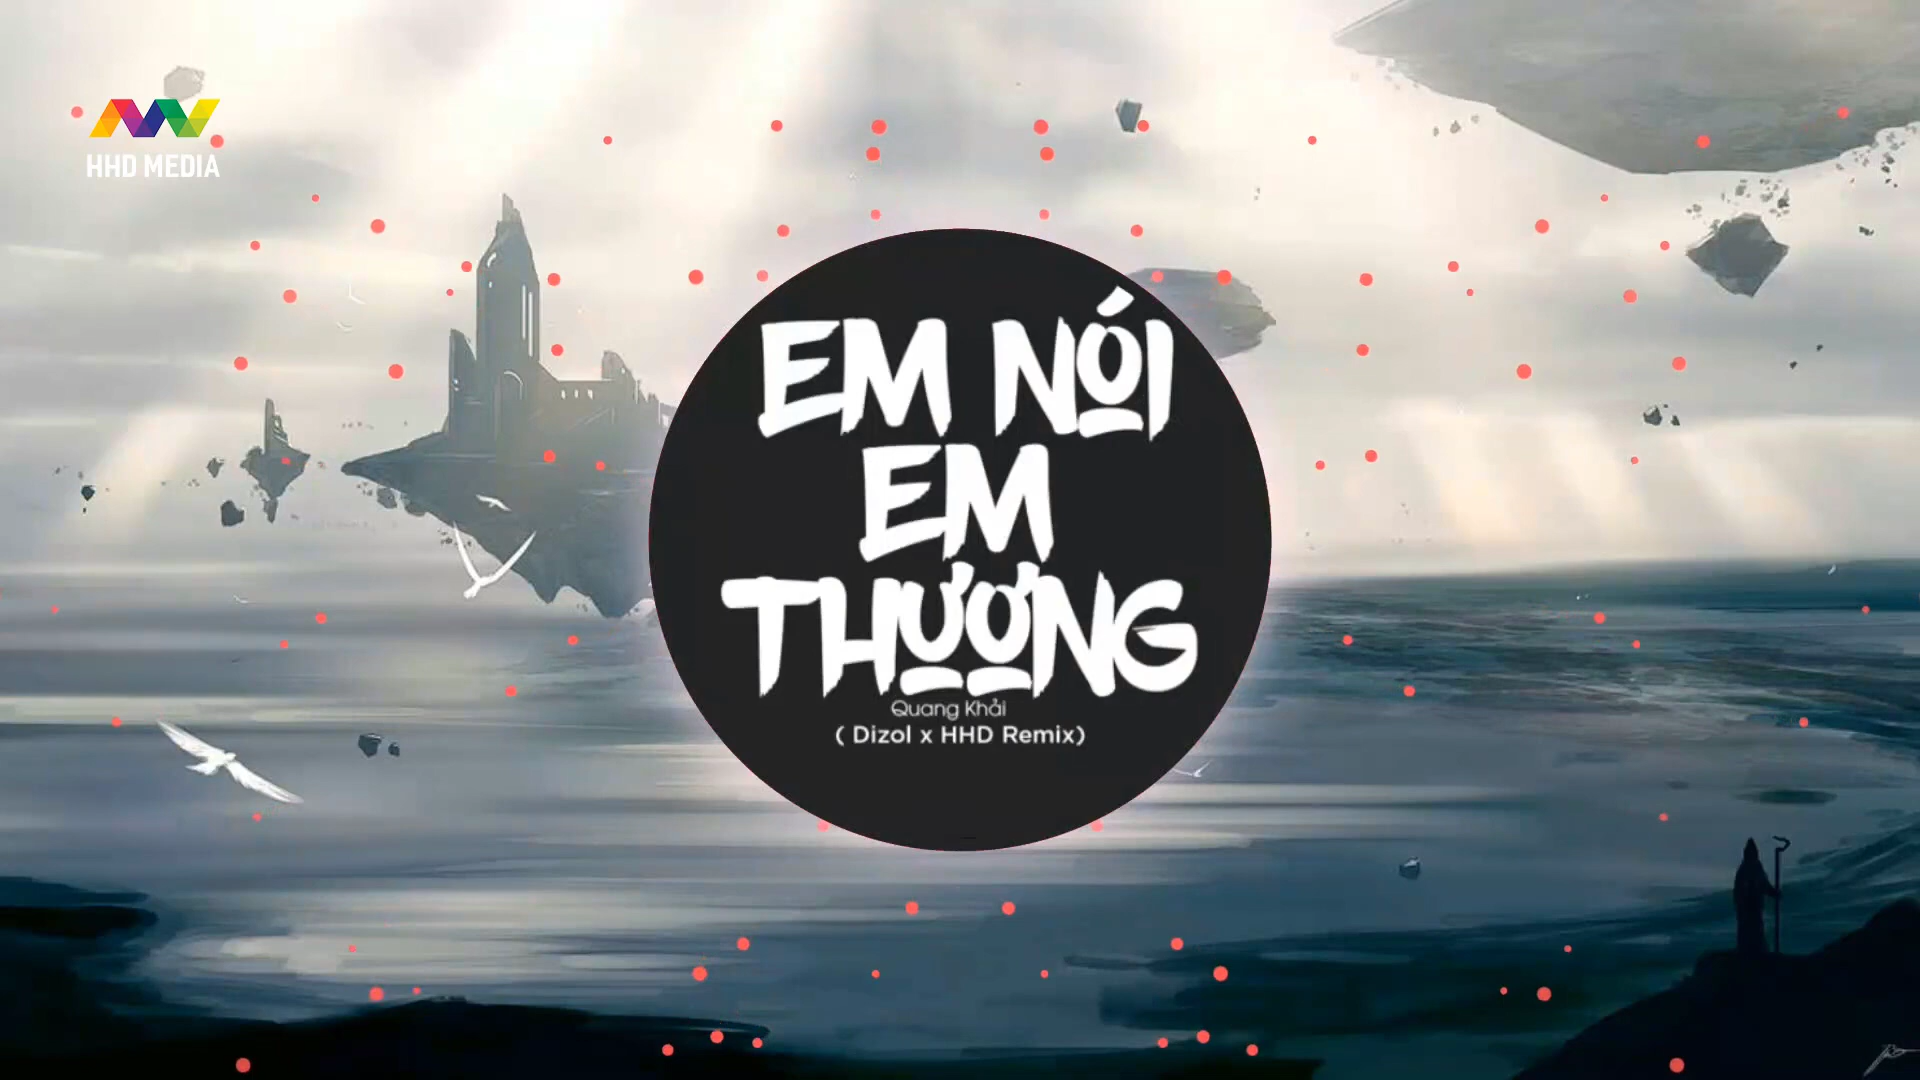 HHD MEDIA
EM NÓI
EM
THƯƠNG
Quang Khải
( Dizol x HHD Remix)